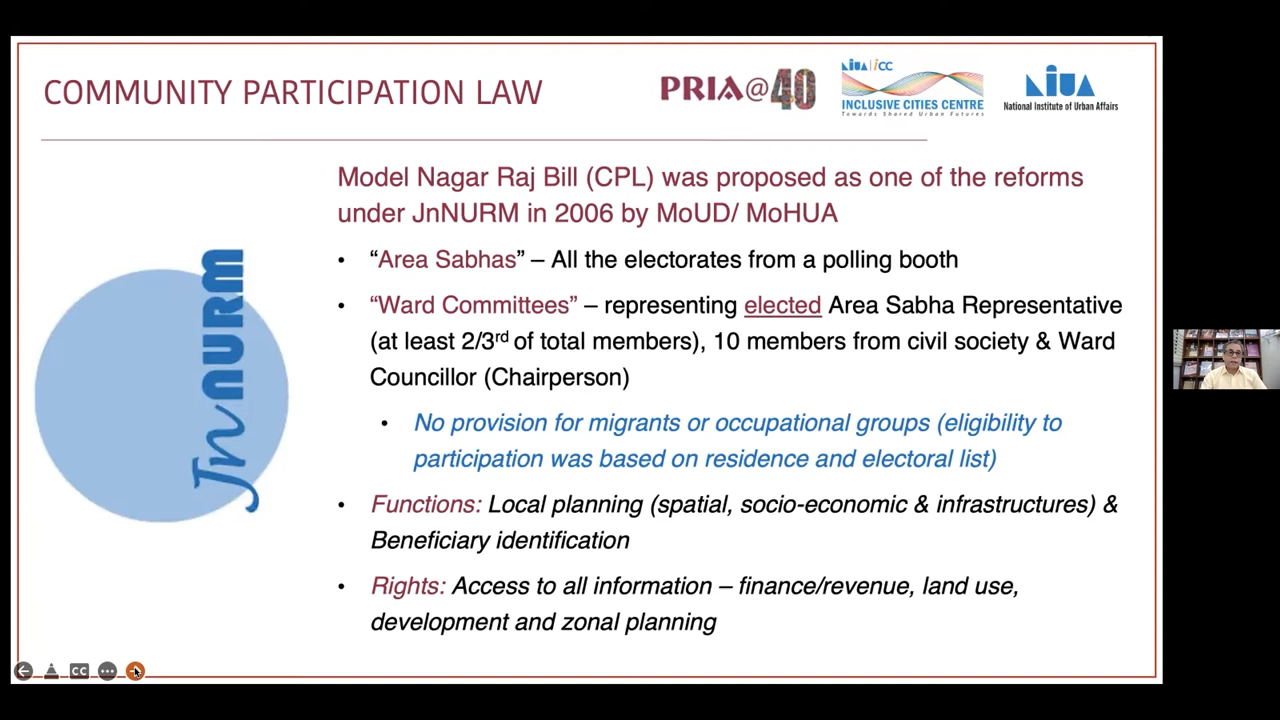 COMMUNITY PARTICIPATION LAW
PRIA@40
NIUA | iCC
INCLUSIVE CITIES CENTRE
Towards Shared Urban Futures
NIUA
National Institute of Urban Affairs
Model Nagar Raj Bill (CPL) was proposed as one of the reforms
under JnNURM in 2006 by MoUD/ MoHUA
• “Area Sabhas” – All the electorates from a polling booth
• “Ward Committees” – representing elected Area Sabha Representative
(at least 2/3rd of total members), 10 members from civil society & Ward
Councillor (Chairperson)
• No provision for migrants or occupational groups (eligibility to
participation was based on residence and electoral list)
• Functions: Local planning (spatial, socio-economic & infrastructures) &
Beneficiary identification
• Rights: Access to all information – finance/revenue, land use,
development and zonal planning
JnNURM
CC